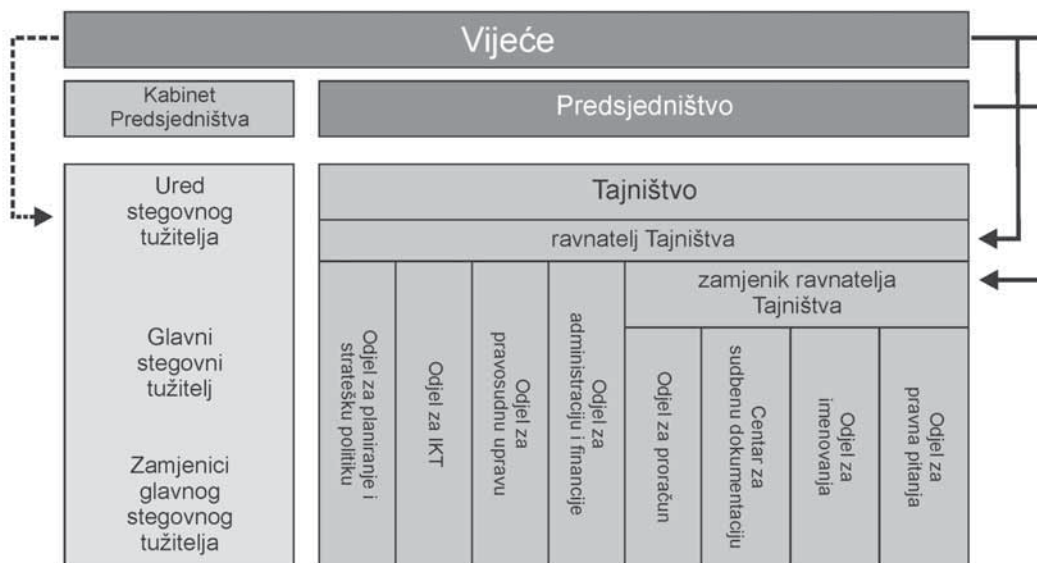 Vijeće
Kabinet
Predsjedništva
Predsjedništvo
Ured
stegovnog
tužitelja
Glavni
stegovni
tužitelj
Zamjenici
glavnog
stegovnog
tužitelja
Tajništvo
ravnatelj Tajništva
zamjenik ravnatelja
Tajništva
Odjel za planiranje i
stratešku politiku
Odjel za IKT
Odjel za
pravosudnu upravu
Odjel za
administraciju i financije
Odjel za proračun
Centar za
sudbenu dokumentaciju
Odjel za
imenovanja
Odjel za
pravna pitanja